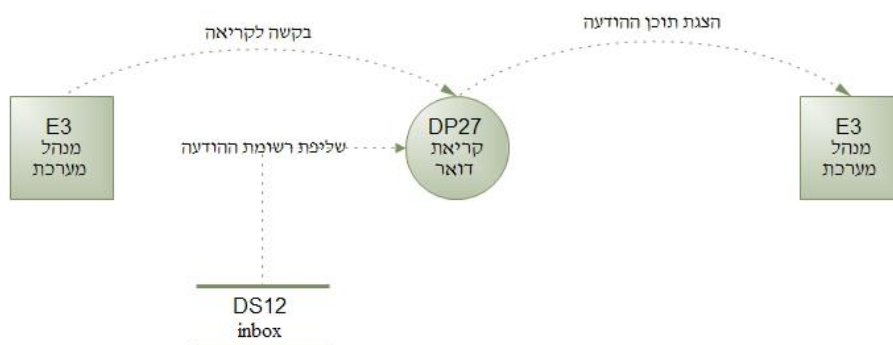 בקשה לקריאה
הצגת תוכן ההודעה
E3
מנהל
מערכת
שליפת רשומת ההודעה
DP27
קריאת
דואר
E3
מנהל
מערכת
DS12
inbox